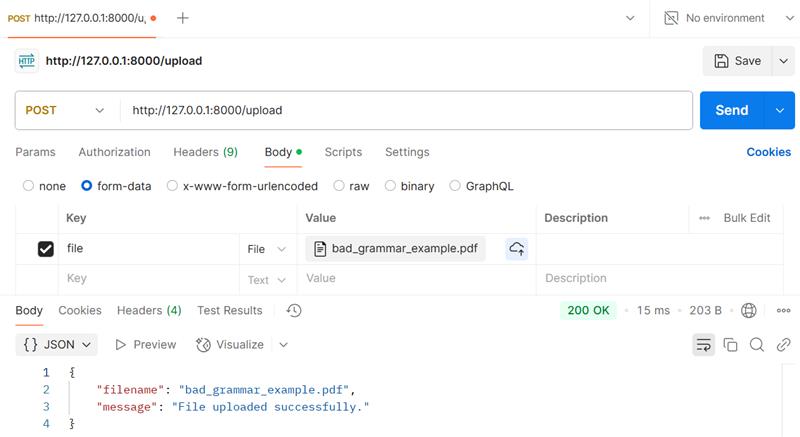 POST http://127.0.0.1:8000/u
No environment
HTTP http://127.0.0.1:8000/upload
Save
POST http://127.0.0.1:8000/upload
Send
Params Authorization Headers (9) Body Scripts Settings Cookies
none form-data x-www-form-urlencoded raw binary GraphQL
Key Value Description Bulk Edit
file File bad_grammar_example.pdf
Key Text Value Description
Body Cookies Headers (4) Test Results 200 OK 15 ms 203 B
{} JSON Preview Visualize
1 {
2 "filename": "bad_grammar_example.pdf",
3 "message": "File uploaded successfully."
4 }